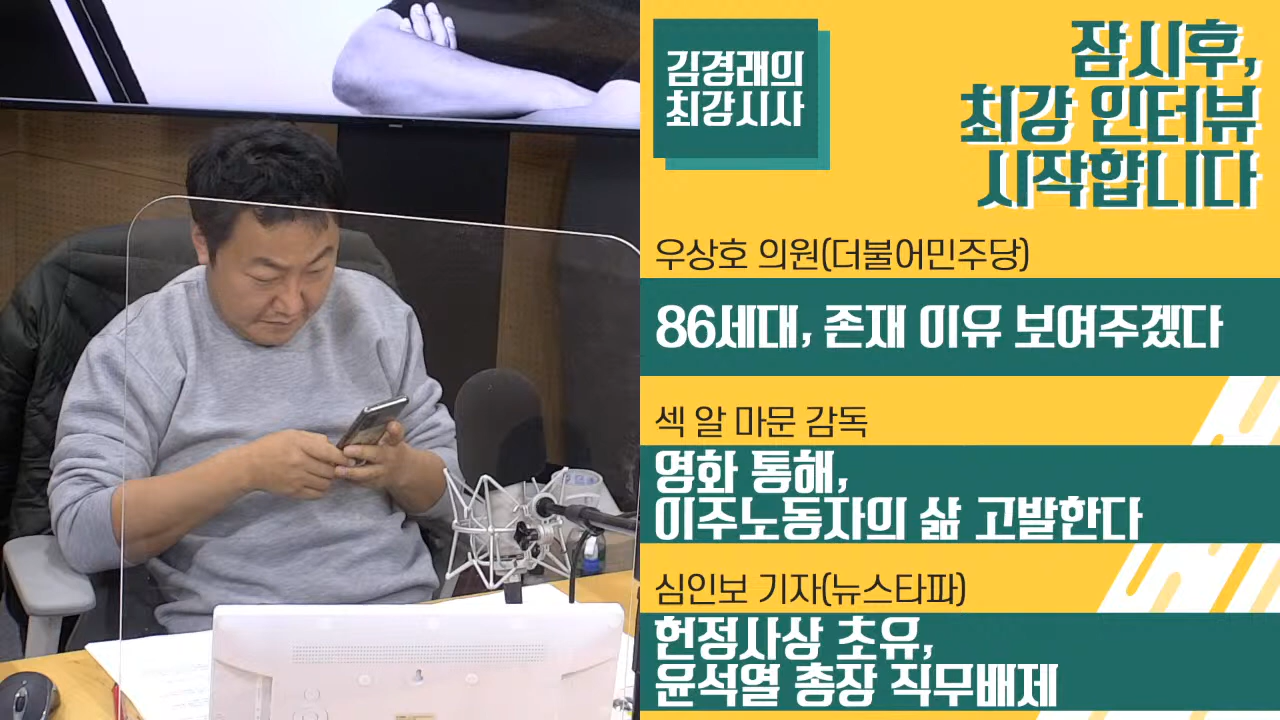 김경래의
최강시사
잠시후,
최강 인터뷰
시작합니다
우상호 의원(더불어민주당)
86세대, 존재 이유 보여주겠다
섹 알 마문 감독
영화 통해,
이주노동자의 삶 고발한다
심인보 기자(뉴스타파)
헌정사상 초유,
윤석열 총장 직무배제